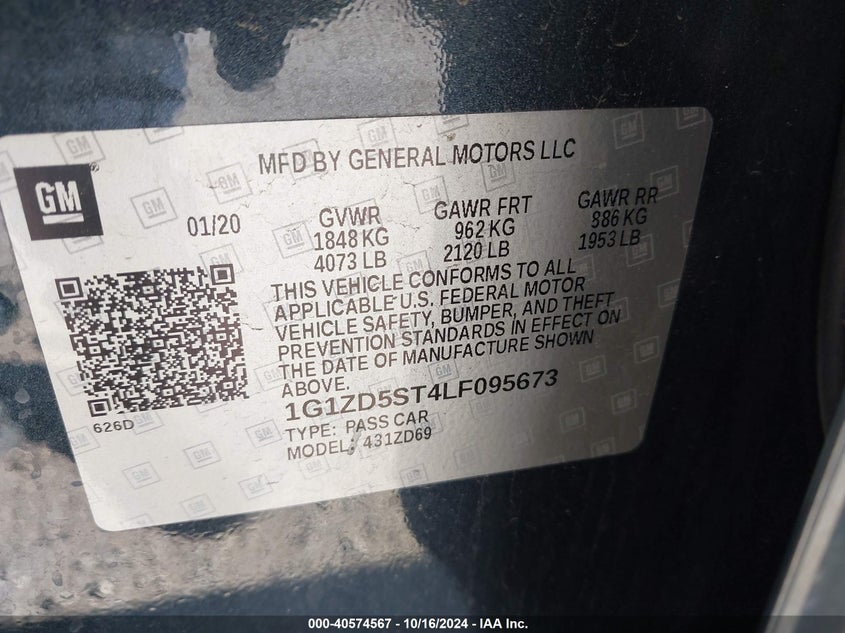 GM
MFD BY GENERAL MOTORS LLC
01/20 GVWR GAWR FRT GAWR RR
1848 KG 962 KG 886 KG
4073 LB 2120 LB 1953 LB
THIS VEHICLE CONFORMS TO ALL
APPLICABLE U.S. FEDERAL MOTOR
VEHICLE SAFETY, BUMPER, AND THEFT
PREVENTION STANDARDS IN EFFECT ON
THE DATE OF MANUFACTURE SHOWN
ABOVE.
1G1ZD5ST4LF095673
626D
TYPE: PASS CAR
MODEL: 431ZD69
000-40574567 - 10/16/2024 - IAA Inc.